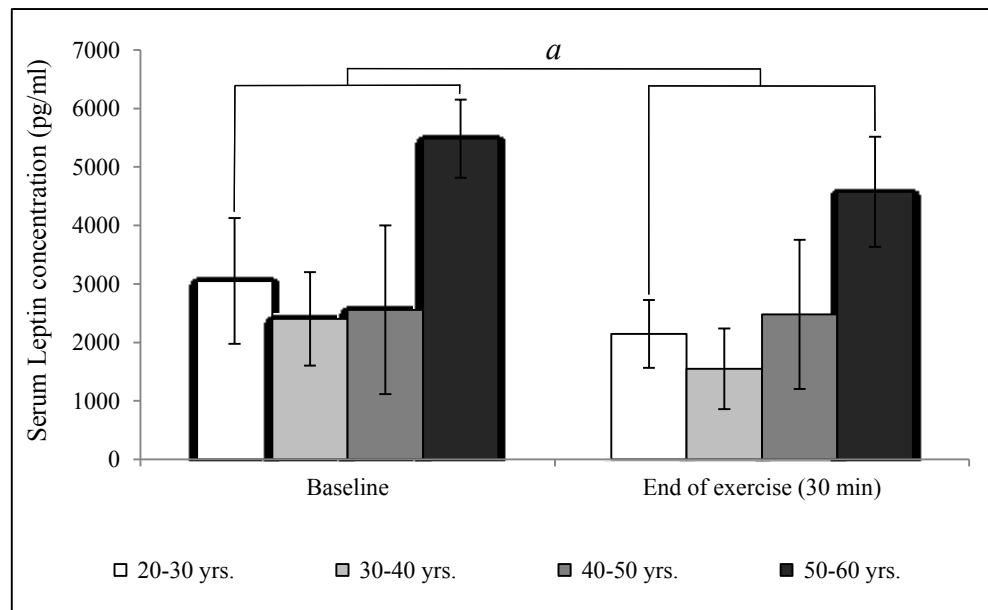 a
Serum Leptin concentration (pg/ml)
7000
6000
5000
4000
3000
2000
1000
0
Baseline End of exercise (30 min)
20-30 yrs. 30-40 yrs. 40-50 yrs. 50-60 yrs.